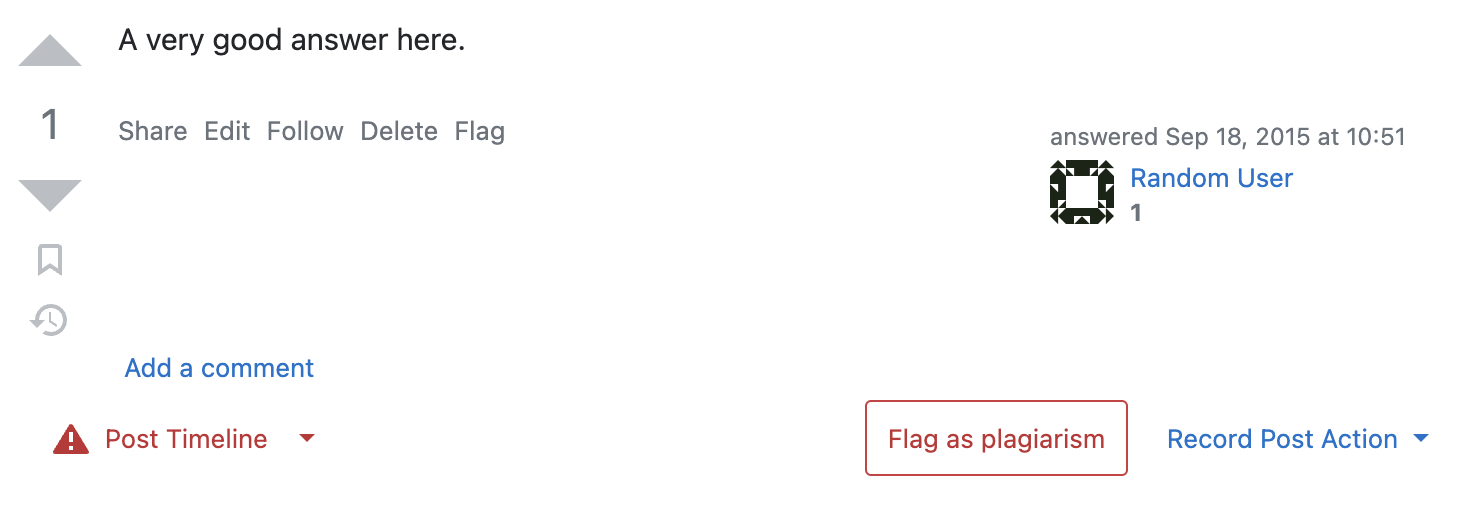 A very good answer here.
1
Share Edit Follow Delete Flag
answered Sep 18, 2015 at 10:51
Random User
1
Add a comment
Post Timeline
Flag as plagiarism
Record Post Action